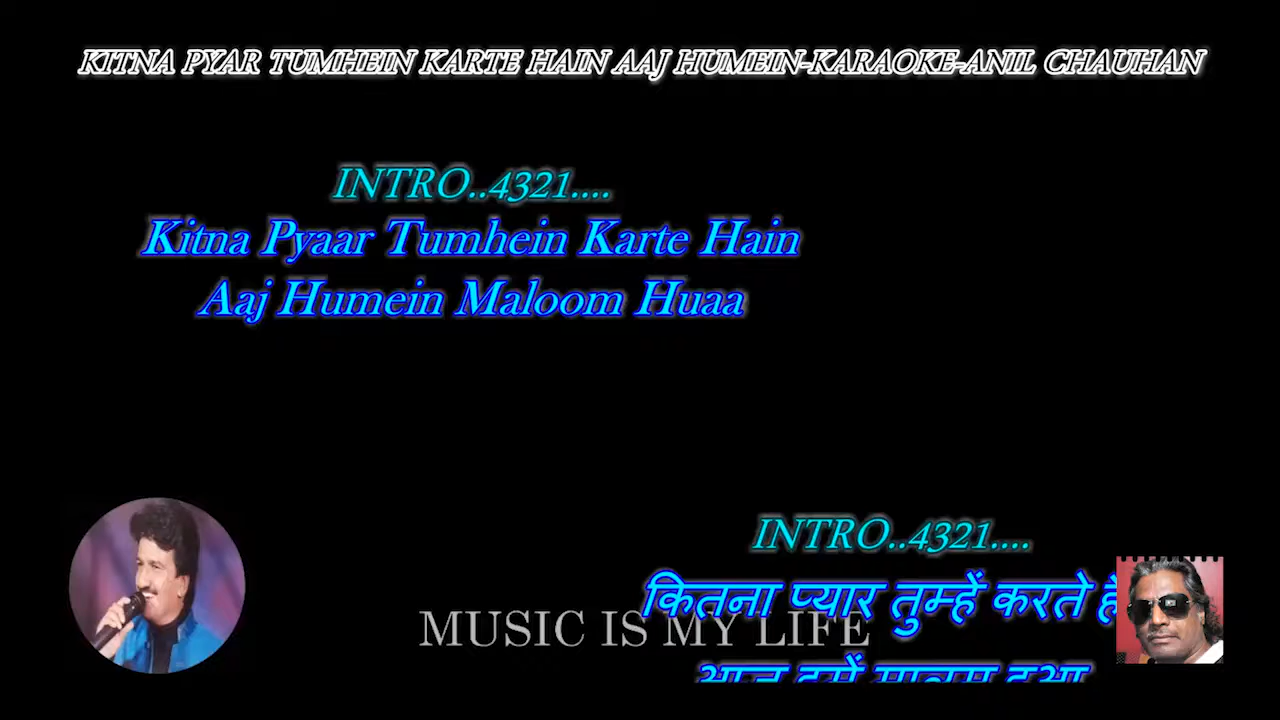 KITNA PYAR TUMHEIN KARTE HAIN AAJ HUMEIN-KARAOKE-ANIL CHAUHAN
INTRO..4321....
Kitna Pyaar Tumhein Karte Hain
Aaj Humein Maloom Huaa
INTRO..4321....
कितना प्यार तुम्हें करते
MUSIC IS MY LIFE